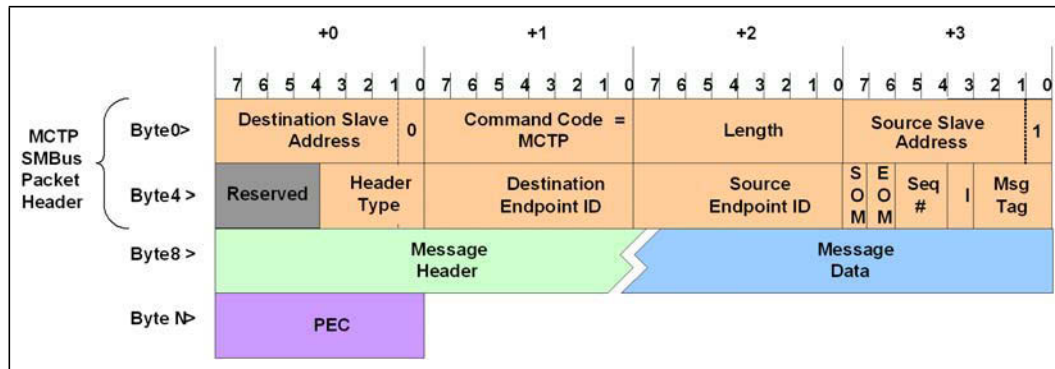 +0 +1 +2 +3
7 6 5 4 3 2 1 0 7 6 5 4 3 2 1 0 7 6 5 4 3 2 1 0 7 6 5 4 3 2 1 0
MCTP
SMBus
Packet
Header
Byte0>
Destination Slave
Address
0
Command Code =
MCTP
Length
Source Slave
Address
1
Byte4 >
Reserved
Header
Type
Destination
Endpoint ID
Source
Endpoint ID
S
O
M
E
O
M
Seq
#
I
Msg
Tag
Byte8 >
Message
Header
Message
Data
Byte N>
PEC